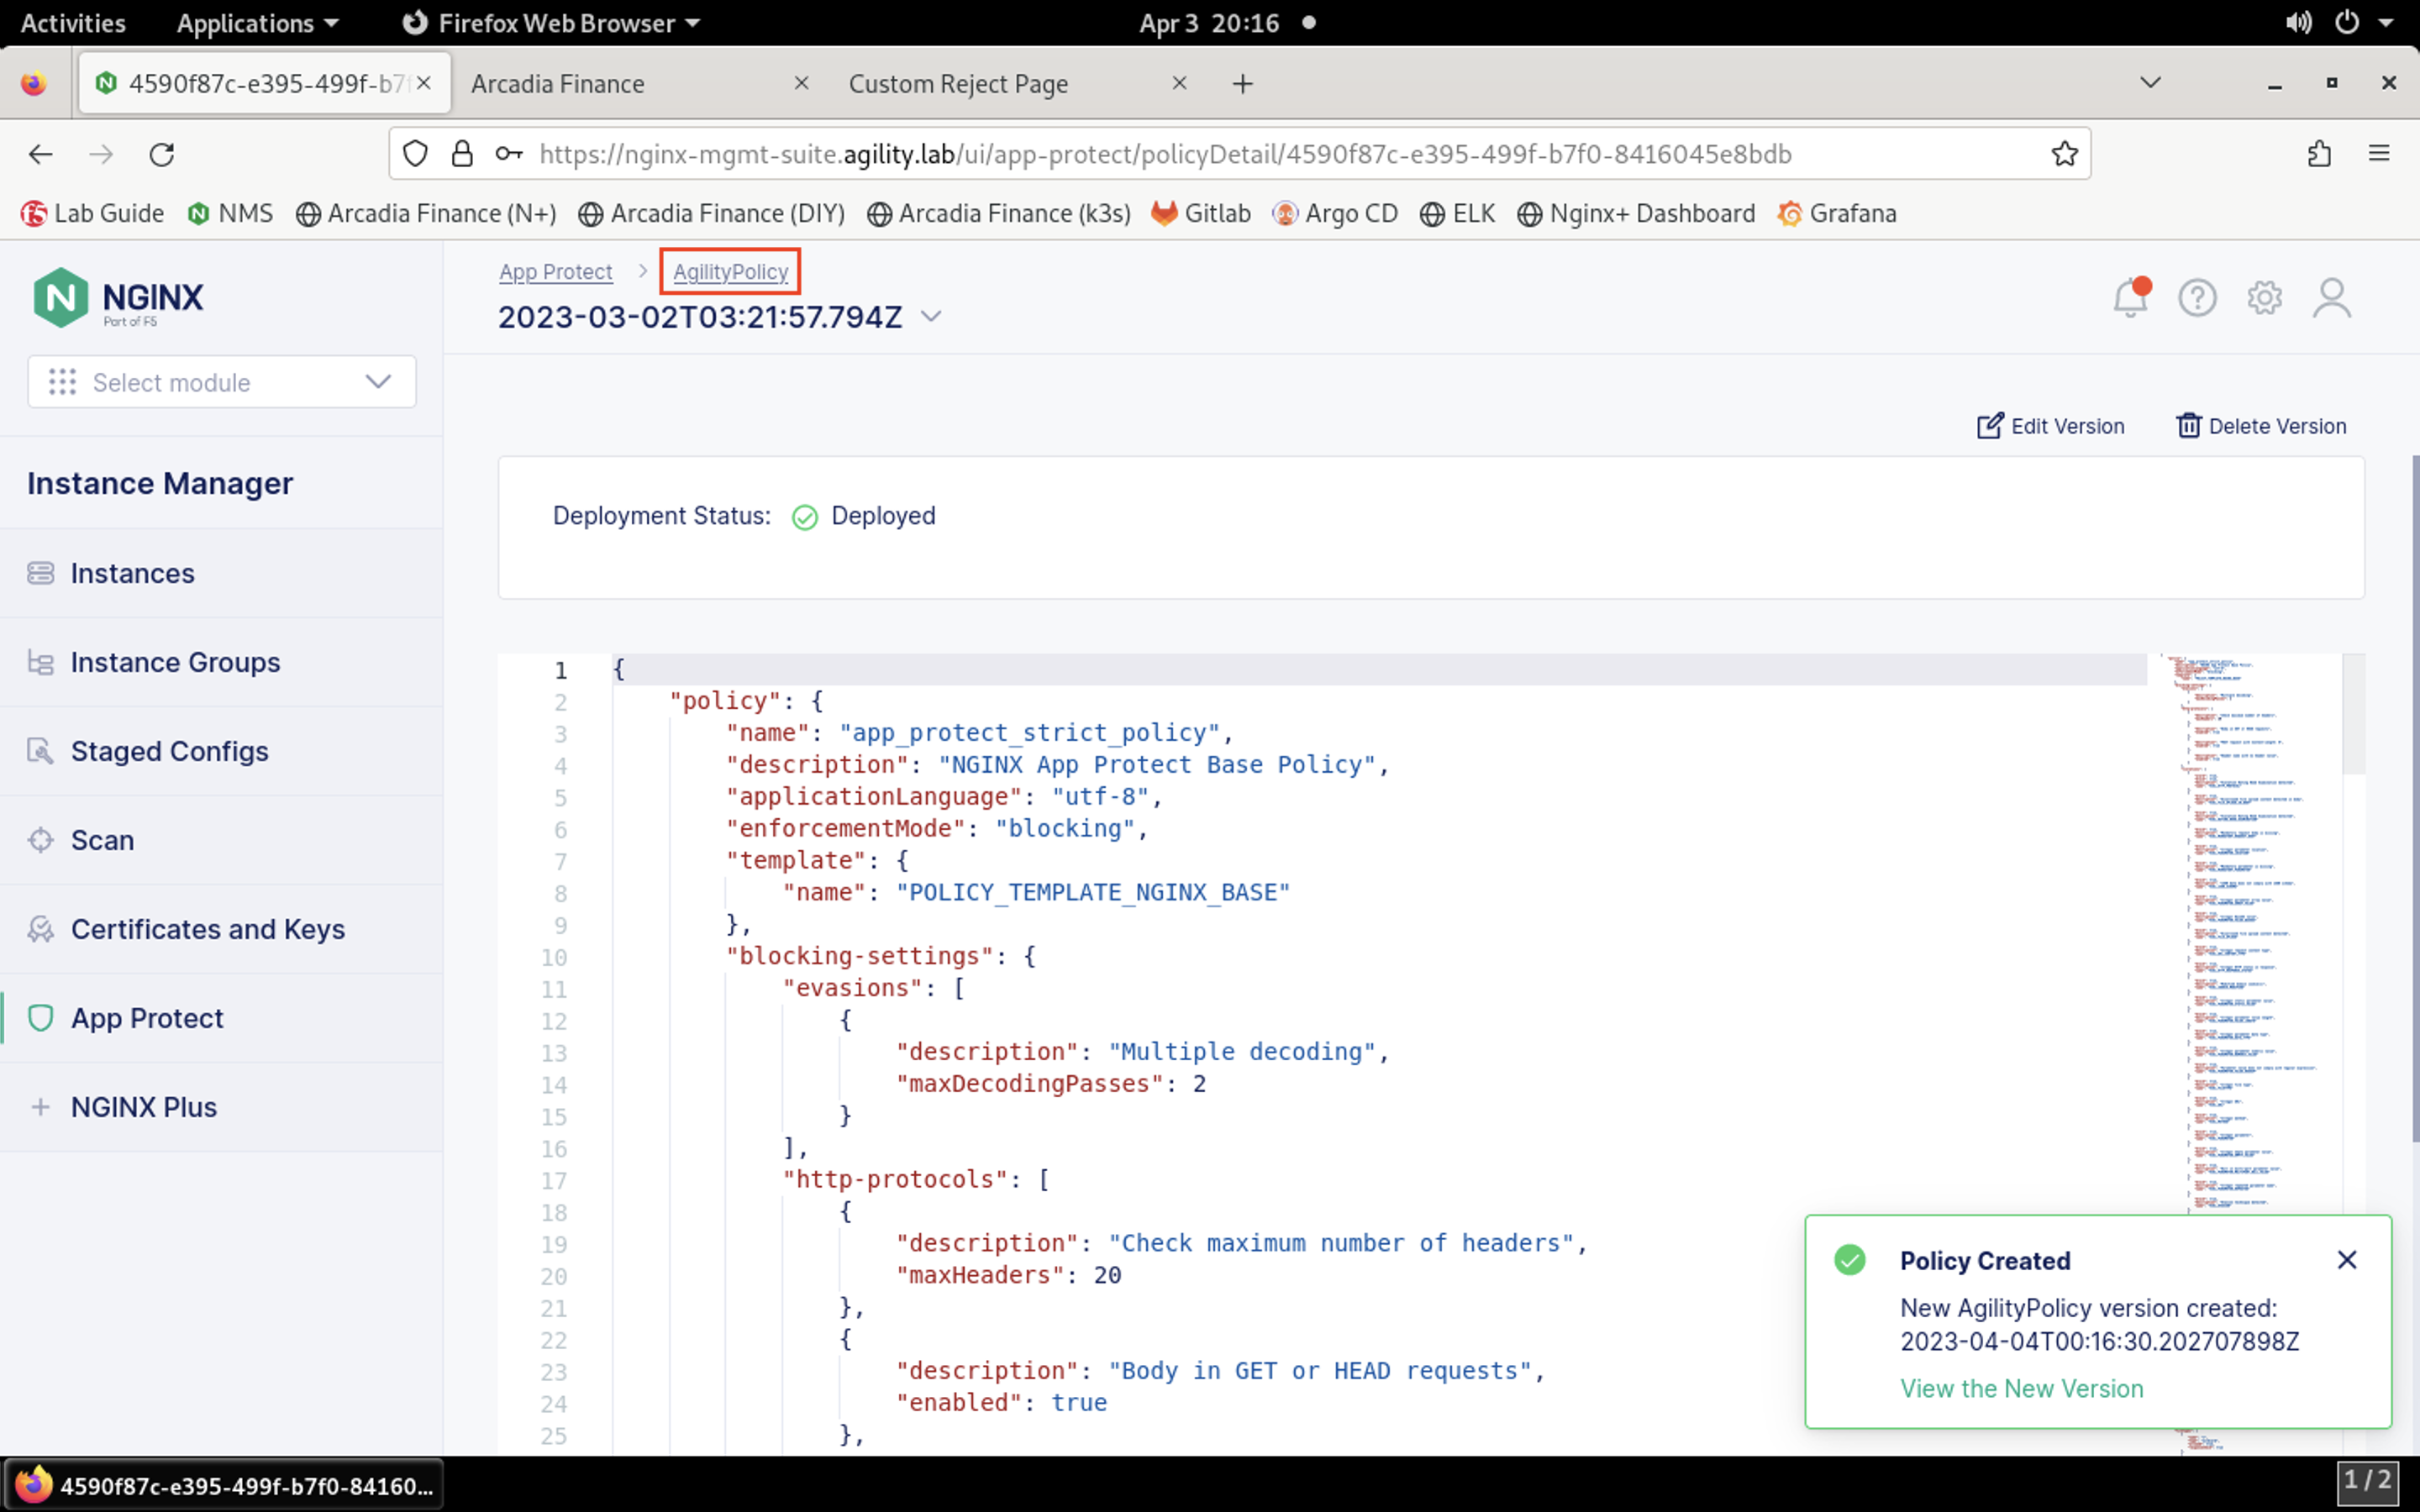 Activities Applications Firefox Web Browser Apr 3 20:16
4590f87c-e395-499f-b7f Arcadia Finance Custom Reject Page
https://nginx-mgmt-suite.agility.lab/ui/app-protect/policyDetail/4590f87c-e395-499f-b7f0-8416045e8bdb
Lab Guide NMS Arcadia Finance (N+) Arcadia Finance (DIY) Arcadia Finance (k3s) Gitlab Argo CD ELK Nginx+ Dashboard Grafana
NGINX
Part of F5
Select module
Instance Manager
Instances
Instance Groups
Staged Configs
Scan
Certificates and Keys
App Protect
NGINX Plus
App Protect > AgilityPolicy
2023-03-02T03:21:57.794Z
Edit Version Delete Version
Deployment Status: Deployed
1 {
2 "policy": {
3 "name": "app_protect_strict_policy",
4 "description": "NGINX App Protect Base Policy",
5 "applicationLanguage": "utf-8",
6 "enforcementMode": "blocking",
7 "template": {
8 "name": "POLICY_TEMPLATE_NGINX_BASE"
9 },
10 "blocking-settings": {
11 "evasions": [
12 {
13 "description": "Multiple decoding",
14 "maxDecodingPasses": 2
15 }
16 ],
17 "http-protocols": [
18 {
19 "description": "Check maximum number of headers",
20 "maxHeaders": 20
21 },
22 {
23 "description": "Body in GET or HEAD requests",
24 "enabled": true
25 },
Policy Created
New AgilityPolicy version created:
2023-04-04T00:16:30.202707898Z
View the New Version
4590f87c-e395-499f-b7f0-84160...
1 / 2